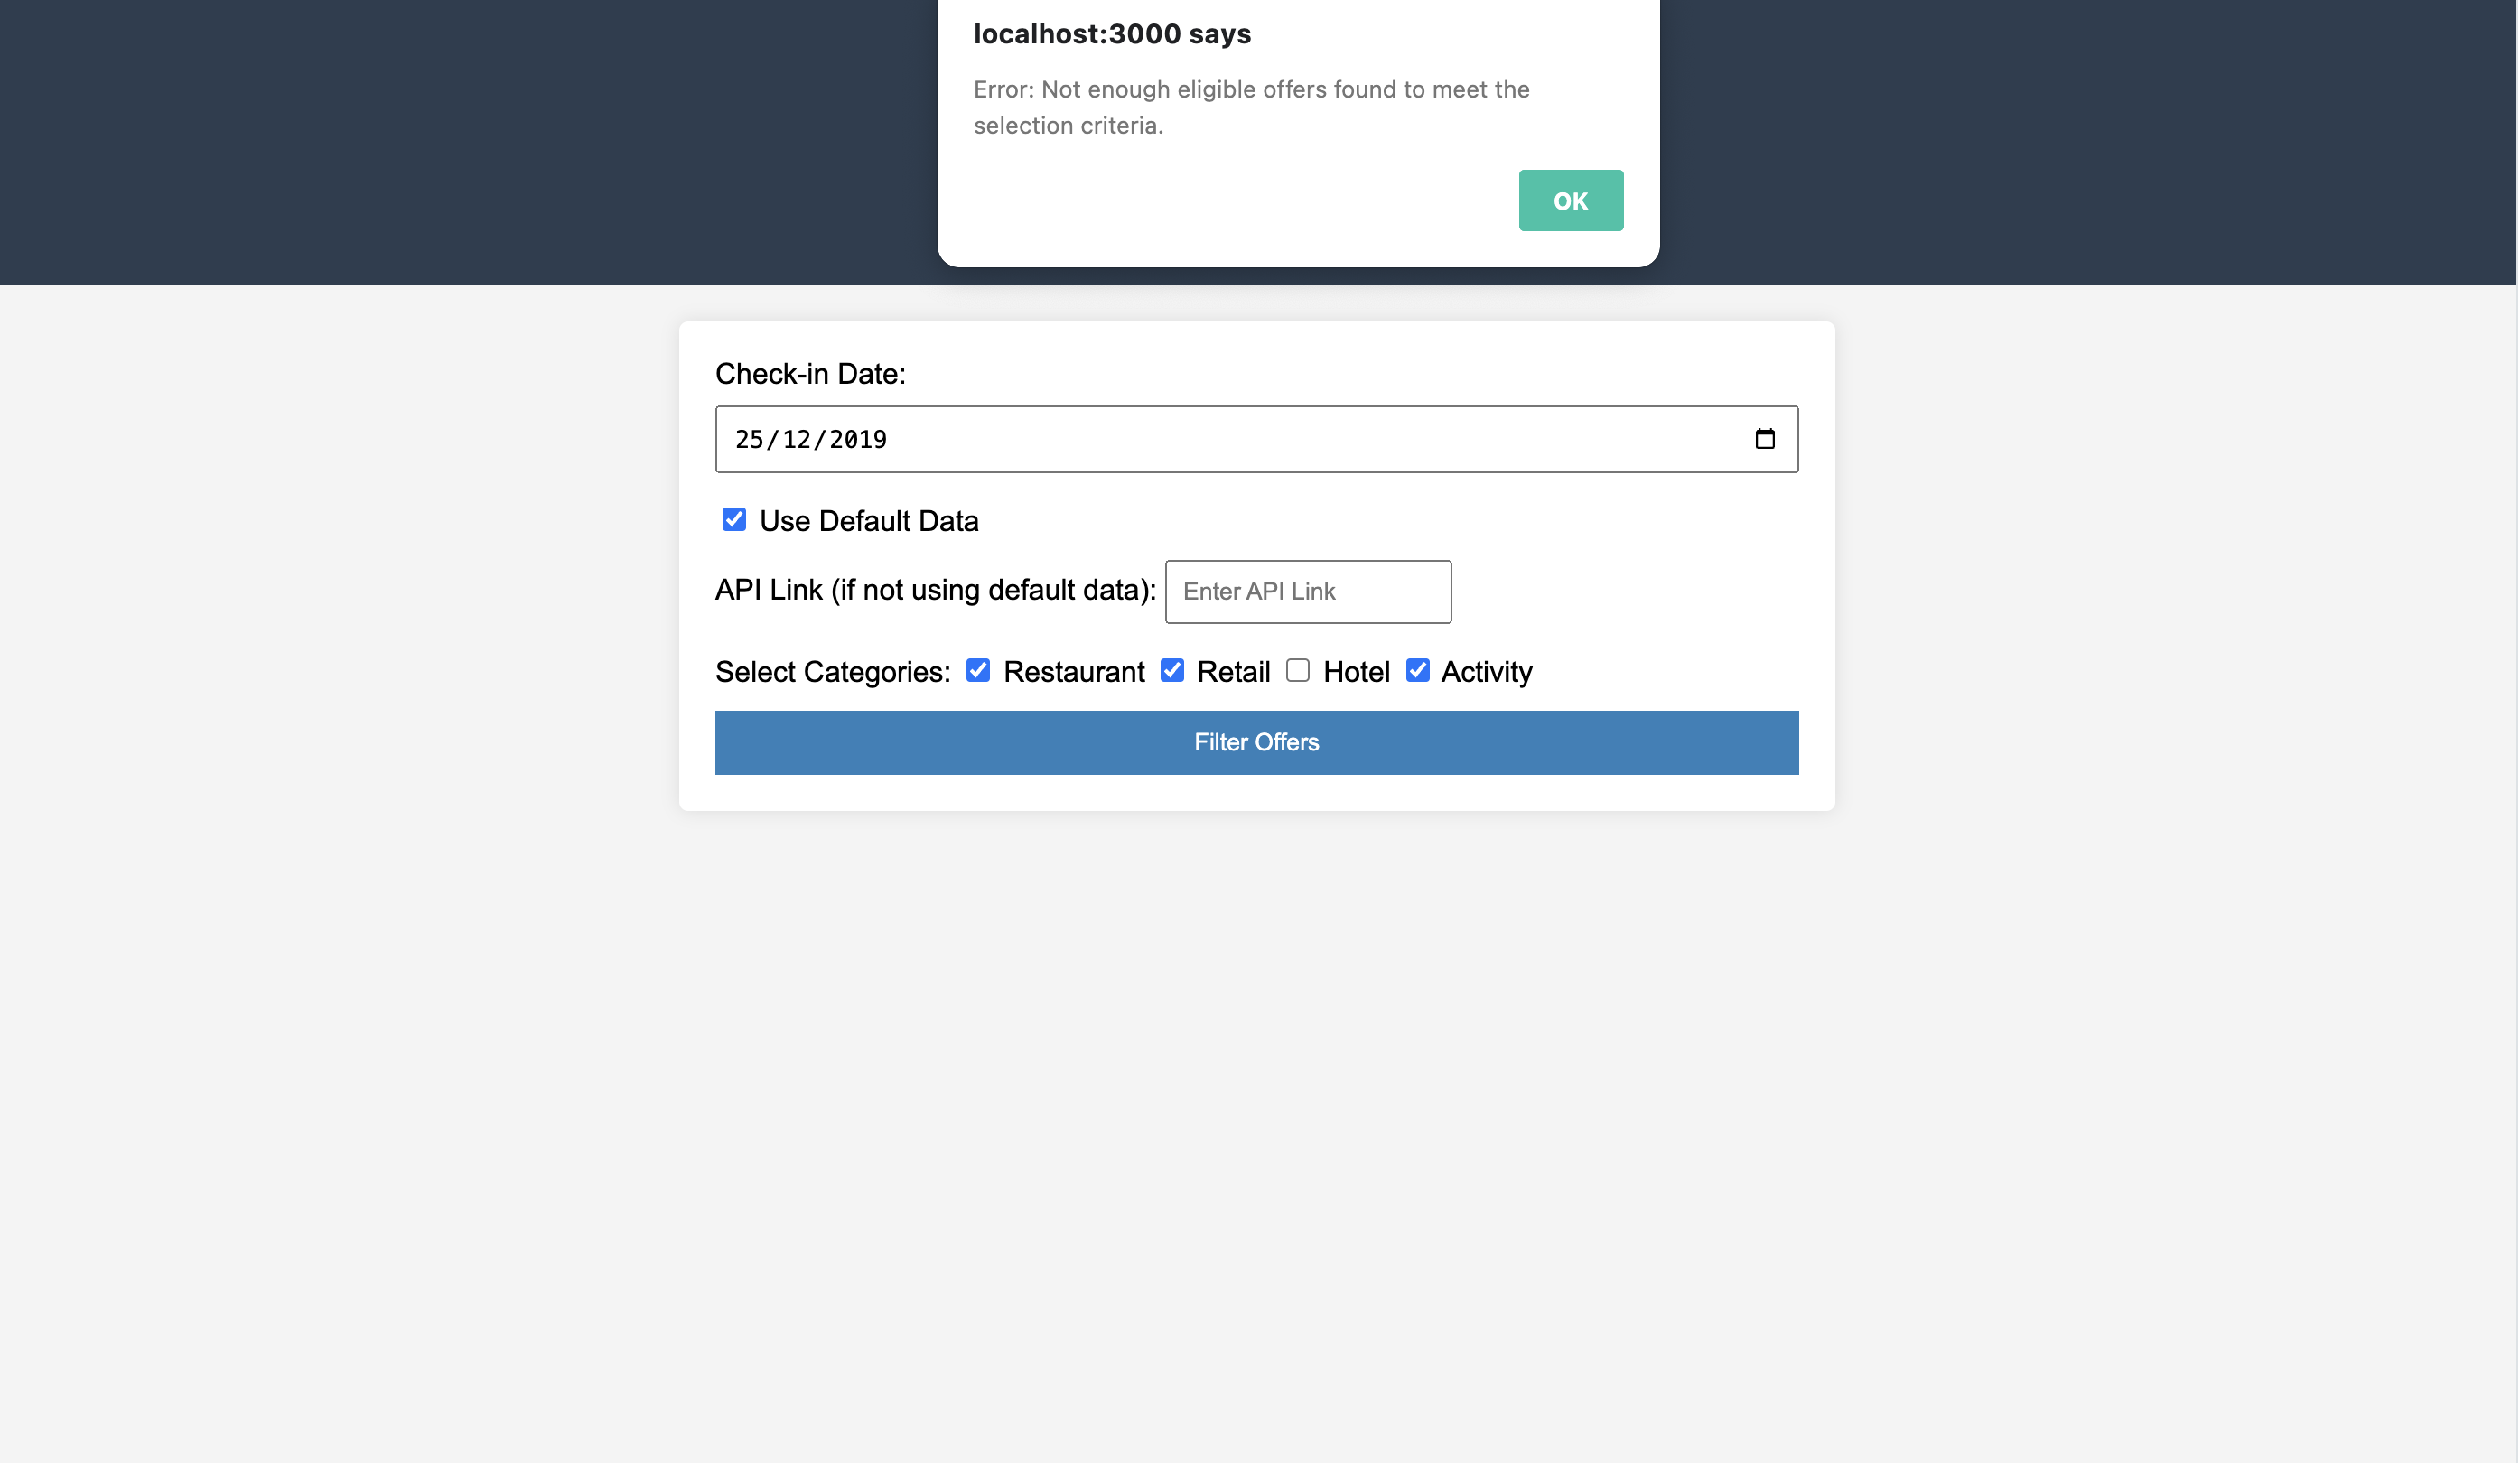 localhost:3000 says
Error: Not enough eligible offers found to meet the
selection criteria.
OK
Check-in Date:
25/12/2019
Use Default Data
API Link (if not using default data): Enter API Link
Select Categories: Restaurant Retail Hotel Activity
Filter Offers